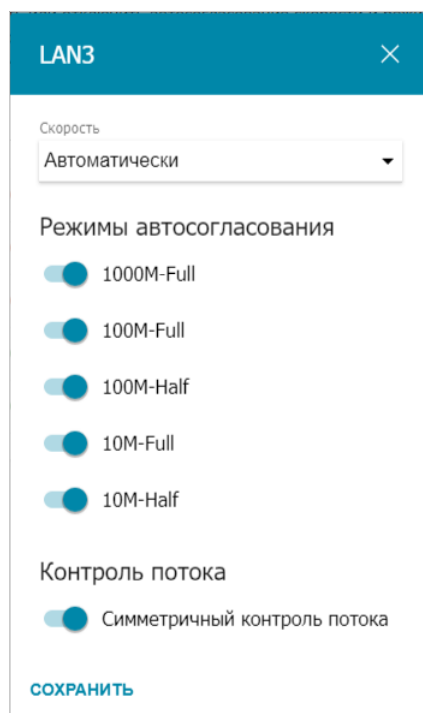 LAN3
Скорость
Автоматически
Режимы автосогласования
1000M-Full
100M-Full
100M-Half
10M-Full
10M-Half
Контроль потока
Симметричный контроль потока
СОХРАНИТЬ